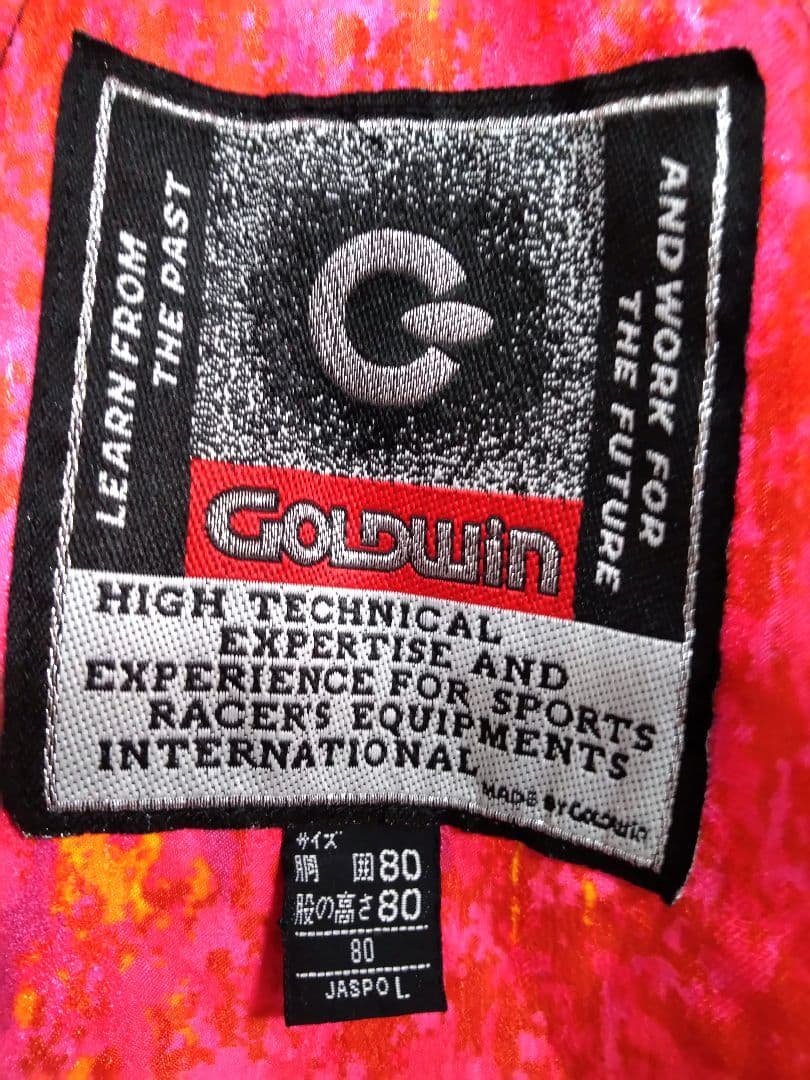 LEARN FROM
THE PAST
AND WORK FOR
THE FUTURE
GOLDWIN
HIGH TECHNICAL
EXPERTISE AND
EXPERIENCE FOR SPORTS
RACERS EQUIPMENTS
INTERNATIONAL
MADE BY GOLDWIN
サイズ
胴 囲80
股の高さ80
80
JASPO L